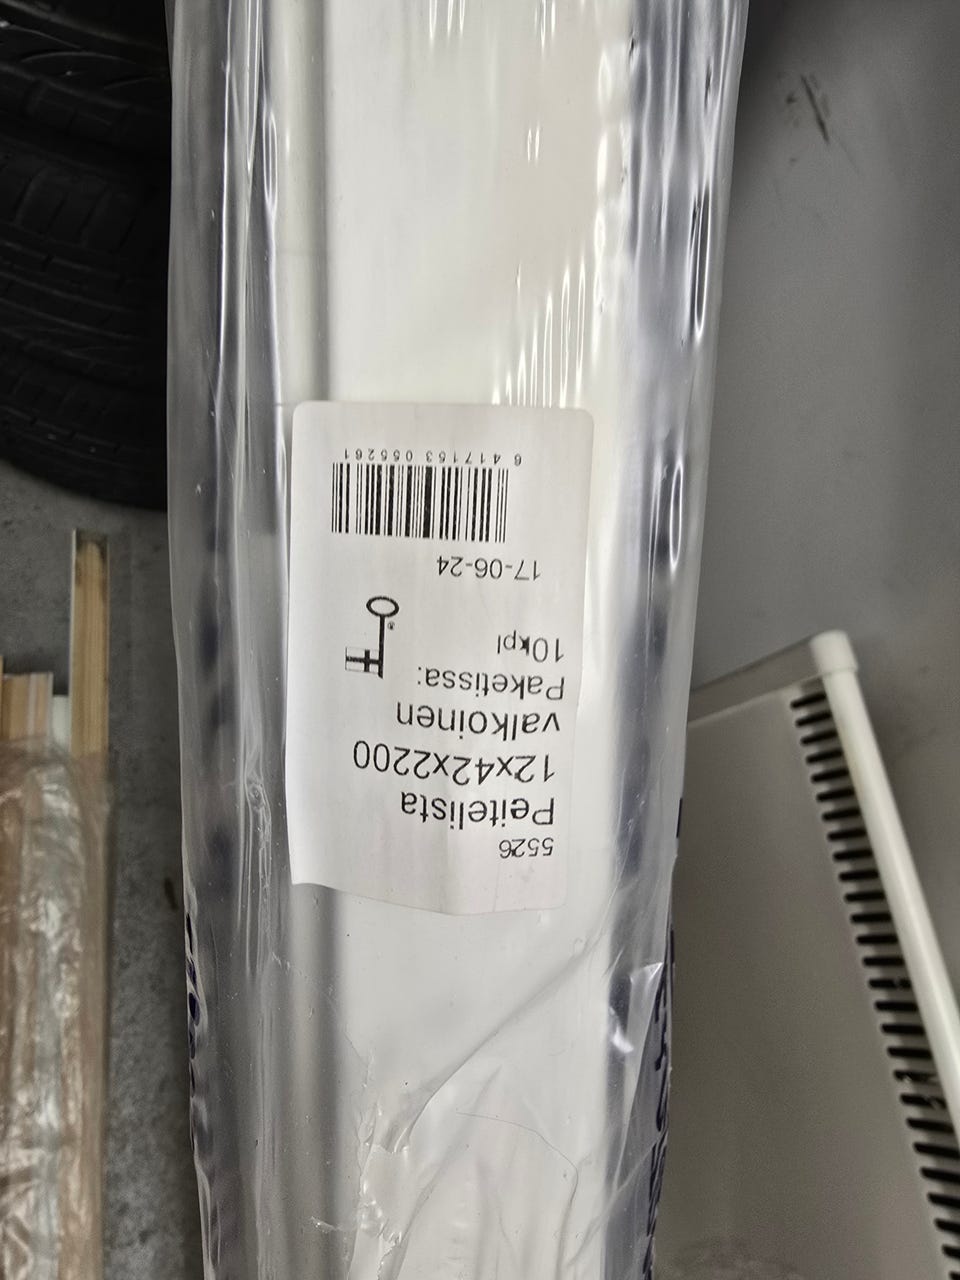 5526
Peitelista
12x42x2200
valkoinen
Paketissa:
10kpl
17-06-24
6 417153 055261